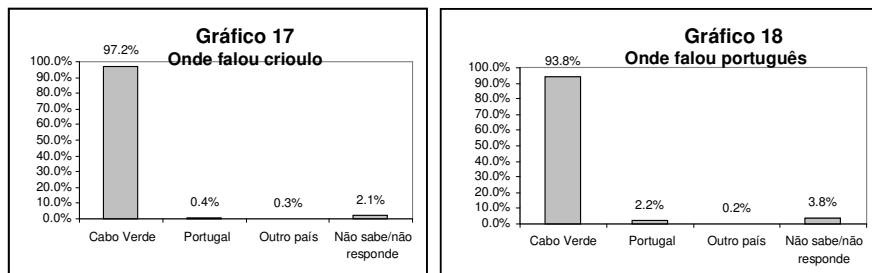 Gráfico 17
Onde falou crioulo
97.2%
100.0%
90.0%
80.0%
70.0%
60.0%
50.0%
40.0%
30.0%
20.0%
10.0%
0.0%
0.4%
0.3%
2.1%
Cabo Verde
Portugal
Outro país
Não sabe/não
responde
Gráfico 18
Onde falou português
93.8%
100.0%
90.0%
80.0%
70.0%
60.0%
50.0%
40.0%
30.0%
20.0%
10.0%
0.0%
2.2%
0.2%
3.8%
Cabo Verde
Portugal
Outro país
Não sabe/não
responde